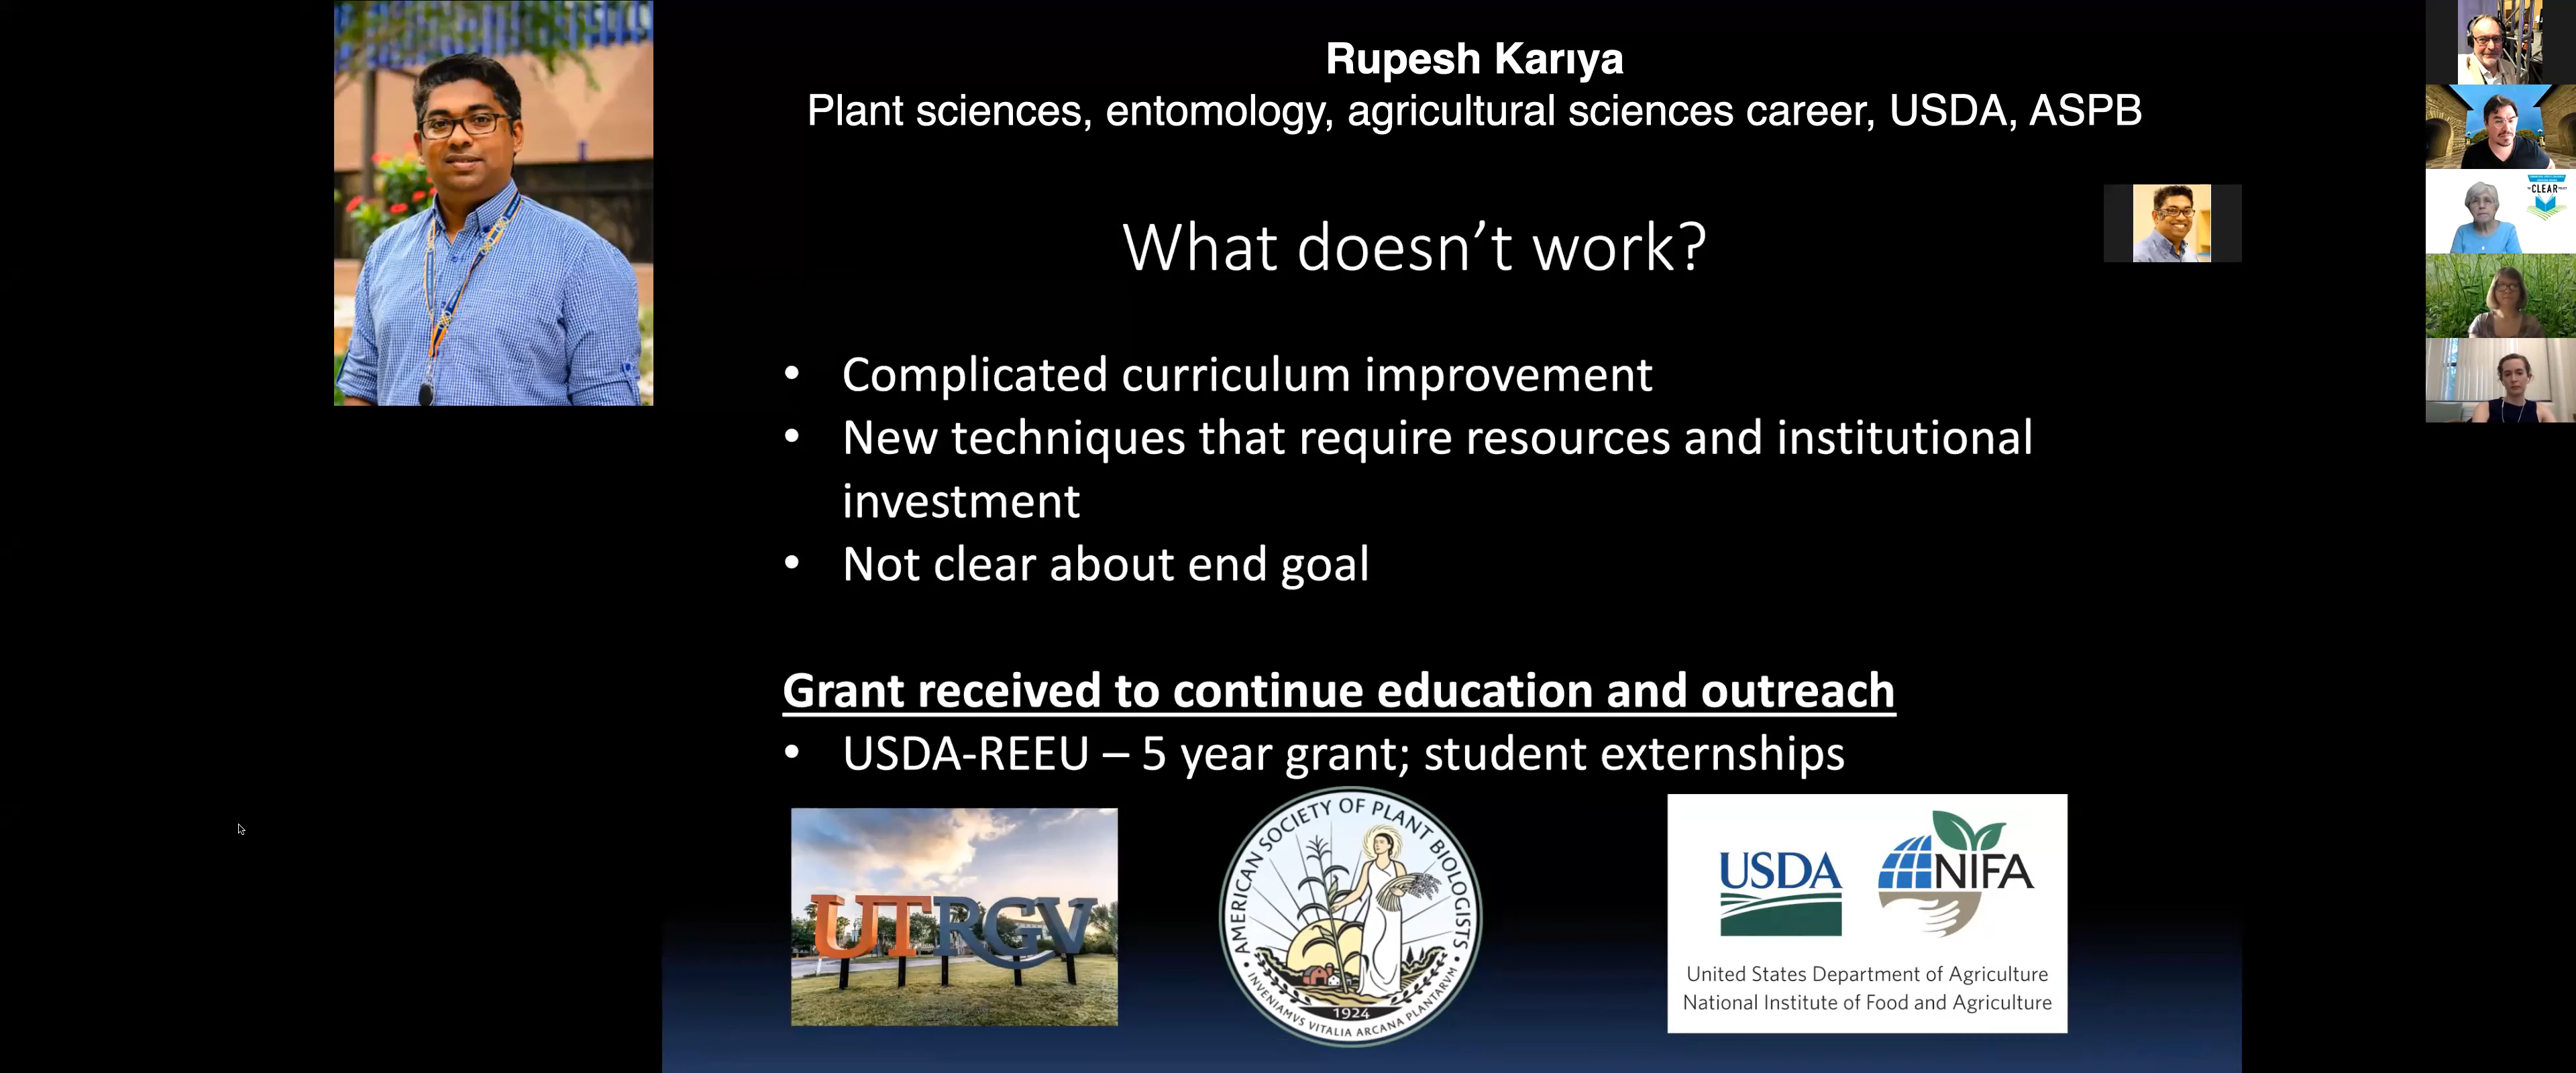 Rupesh Karıya
Plant sciences, entomology, agricultural sciences career, USDA, ASPB
What doesn't work?
• Complicated curriculum improvement
• New techniques that require resources and institutional
investment
• Not clear about end goal
Grant received to continue education and outreach
• USDA-REEU – 5 year grant; student externships
UTRGV
• AMERICAN SOCIETY OF PLANT BIOLOGISTS •
1924
INVENIAMVS VITALIA ARCANA PLANTARVM
USDA
NIFA
United States Department of Agriculture
National Institute of Food and Agriculture
CLEAR